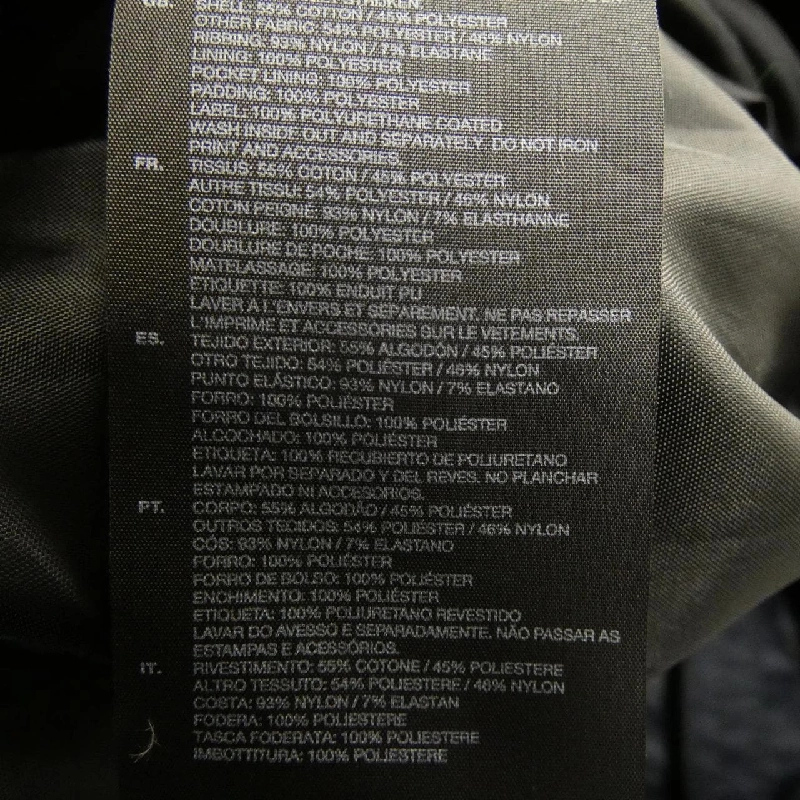 GB. SHELL: 55% COTTON / 45% POLYESTER
OTHER FABRIC: 54% POLYESTER / 46% NYLON
RIBBING: 93% NYLON / 7% ELASTANE
LINING: 100% POLYESTER
POCKET LINING: 100% POLYESTER
PADDING: 100% POLYESTER
LABEL: 100% POLYURETHANE COATED
WASH INSIDE OUT AND SEPARATELY. DO NOT IRON
PRINT AND ACCESSORIES.
FR. TISSUS: 55% COTON / 45% POLYESTER
AUTRE TISSU: 54% POLYESTER / 46% NYLON
COTON PEIGNE: 93% NYLON / 7% ELASTHANNE
DOUBLURE: 100% POLYESTER
DOUBLURE DE POCHE: 100% POLYESTER
MATELASSAGE: 100% POLYESTER
ETIQUETTE: 100% ENDUIT PU
LAVER A L'ENVERS ET SEPAREMENT. NE PAS REPASSER
L'IMPRIME ET ACCESSORIES SUR LE VETEMENTS.
ES. TEJIDO EXTERIOR: 55% ALGODÓN / 45% POLIÉSTER
OTRO TEJIDO: 54% POLIÉSTER / 46% NYLON
PUNTO ELÁSTICO: 93% NYLON / 7% ELASTANO
FORRO: 100% POLIÉSTER
FORRO DEL BOLSILLO: 100% POLIÉSTER
ALGOCHADO: 100% POLIÉSTER
ETIQUETA: 100% RECUBIERTO DE POLIURETANO
LAVAR POR SEPARADO Y DEL REVES. NO PLANCHAR
ESTAMPADO NI ACCESORIOS.
PT. CORPO: 55% ALGODÃO / 45% POLIÉSTER
OUTROS TECIDOS: 54% POLIÉSTER / 46% NYLON
CÓS: 93% NYLON / 7% ELASTANO
FORRO: 100% POLIÉSTER
FORRO DE BOLSO: 100% POLIÉSTER
ENCHIMENTO: 100% POLIÉSTER
ETIQUETA: 100% POLIURETANO REVESTIDO
LAVAR DO AVESSO E SEPARADAMENTE. NÃO PASSAR AS
ESTAMPAS E ACESSÓRIOS.
IT. RIVESTIMENTO: 55% COTONE / 45% POLIESTERE
ALTRO TESSUTO: 54% POLIESTERE / 46% NYLON
COSTA: 93% NYLON / 7% ELASTAN
FODERA: 100% POLIESTERE
TASCA FODERATA: 100% POLIESTERE
IMBOTTITURA: 100% POLIESTERE